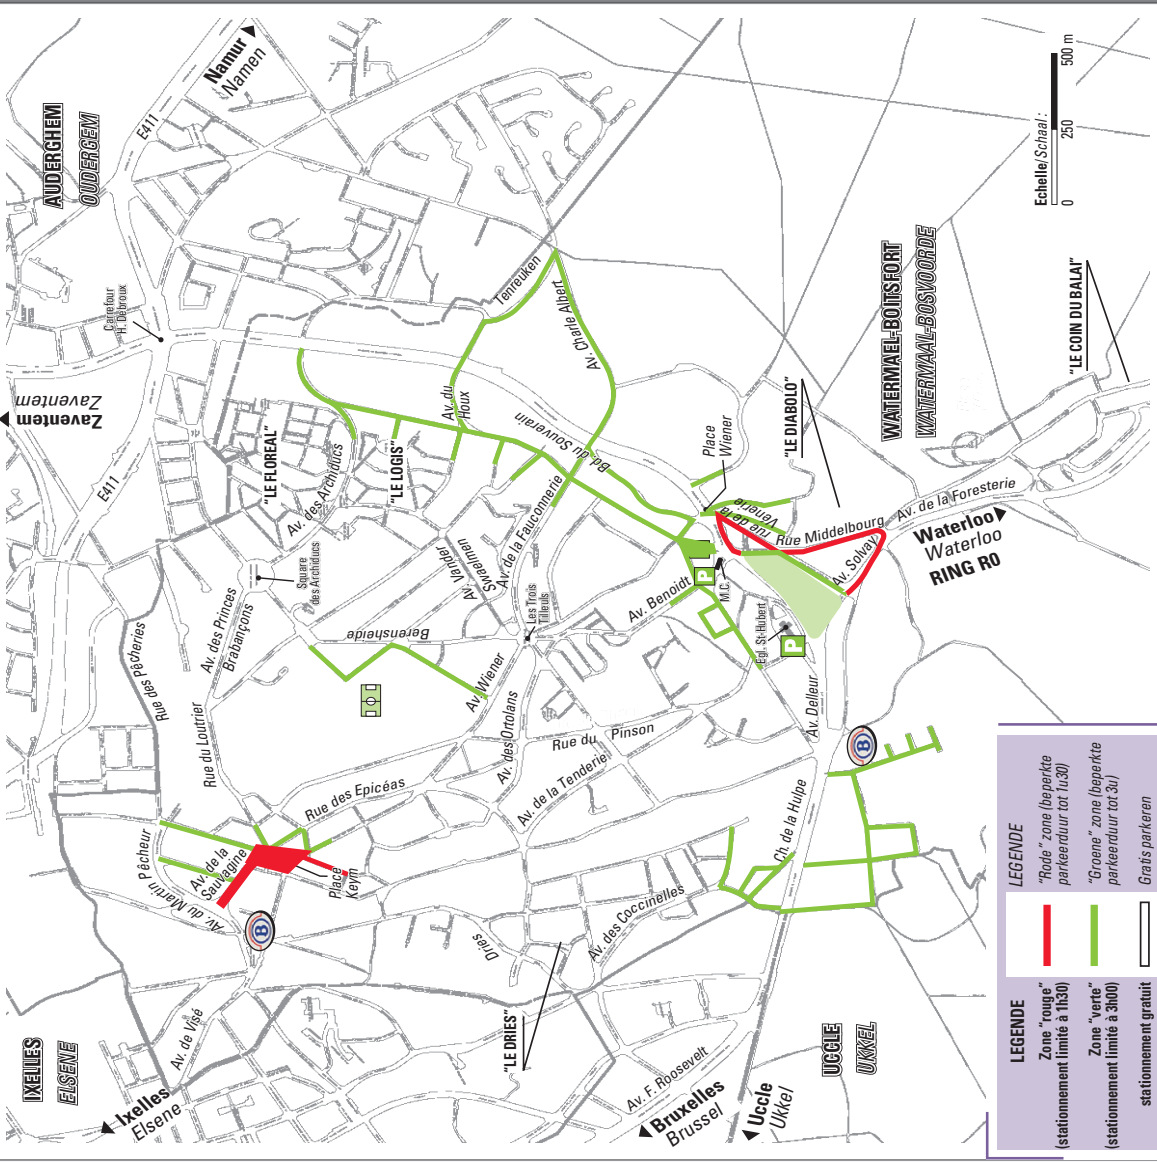 Namur
Namen
AUDERGHEM
OUDERGEM
E411
Carrefour
H. Debroux
Zaventem
Zaventem
E411
Echelle/Schaal :
0 250 500 m
"LE COIN DU BALAI"
WATERMAEL-BOITSFORT
WATERMAAL-BOSVOORDE
"LE DIABOLO"
Tenreuken
Av. Charle Albert
Av. du
Houx
Bd. du Souverain
Place
Wiener
"LE FLOREAL"
"LE LOGIS"
Av. des Archiducs
Square
des Archiducs
Av. des Princes
Brabançons
Av. Vander
Swaelmen
Av. de la Fauconnerie
Les Trois
Tilleuls
Berensheide
Av. Wiener
Av. Benoidt
rue de la
Vénerie
Rue Middelbourg
Av. Solvay
Av. de la Foresterie
Waterloo
Waterloo
RING R0
P
M.C.
Egl. St-Hubert
P
Av. Delleur
Rue des Pêcheries
Rue du Loutrier
Rue des Epicéas
Av. des Ortolans
Rue du Pinson
Av. de la Tenderie
Ch. de la Hulpe
B
Pêcheur
Av. de la
Sauvagine
Av. du Martin
Place
Keym
B
Dries
Av. des Coccinelles
"LE DRIES"
Av. de Visé
IXELLES
ELSENE
Ixelles
Elsene
Av. F. Roosevelt
Bruxelles
Brussel
Uccle
Ukkel
UCCLE
UKKEL
LEGENDE
LEGENDE
Zone "rouge"
(stationnement limité à 1h30)
"Rode" zone (beperkte
parkeerduur tot 1u30)
Zone "verte"
(stationnement limité à 3h00)
"Groene" zone (beperkte
parkeerduur tot 3u)
stationnement gratuit
Gratis parkeren